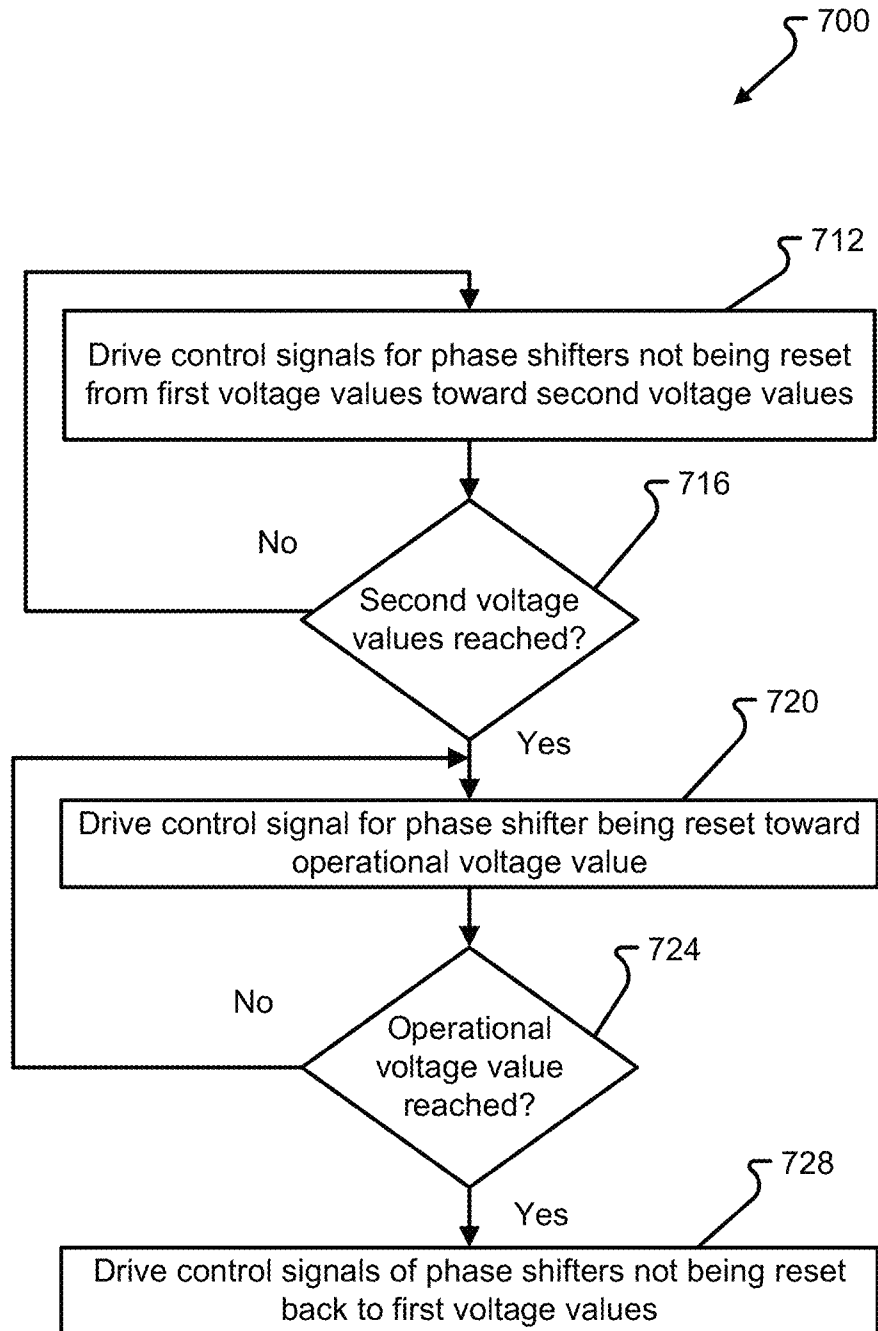 700
712
Drive control signals for phase shifters not being reset
from first voltage values toward second voltage values
716
No
Second voltage
values reached?
720
Yes
Drive control signal for phase shifter being reset toward
operational voltage value
724
No
Operational
voltage value
reached?
728
Yes
Drive control signals of phase shifters not being reset
back to first voltage values